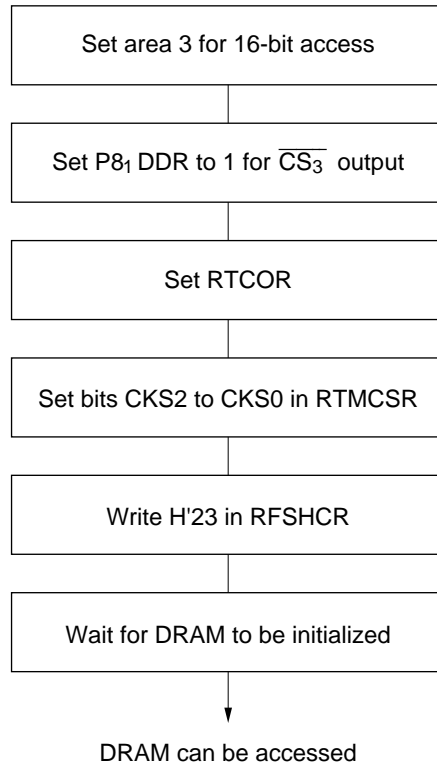 Set area 3 for 16-bit access
Set P8₁ DDR to 1 for C̅S̅₃̅ output
Set RTCOR
Set bits CKS2 to CKS0 in RTMCSR
Write H'23 in RFSHCR
Wait for DRAM to be initialized
DRAM can be accessed